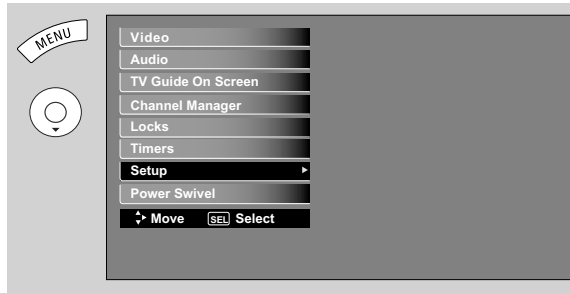 MENU
Video
Audio
TV Guide On Screen
Channel Manager
Locks
Timers
Setup
Power Swivel
Move SEL Select